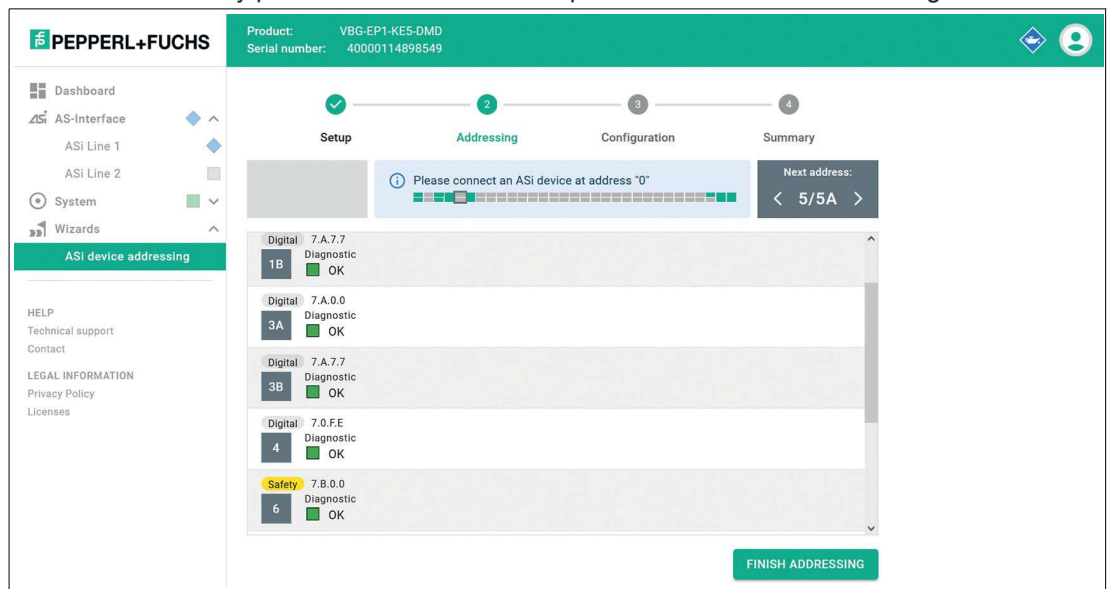 PEPPERL+FUCHS
Product: VBG-EP1-KE5-DMD
Serial number: 40000114898549
Dashboard
ASi AS-Interface
ASi Line 1
ASi Line 2
System
Wizards
ASi device addressing
HELP
Technical support
Contact
LEGAL INFORMATION
Privacy Policy
Licenses
2 3 4
Setup Addressing Configuration Summary
Please connect an ASi device at address "0"
Next address:
< 5/5A >
Digital 7.A.7.7
Diagnostic
1B OK
Digital 7.A.0.0
Diagnostic
3A OK
Digital 7.A.7.7
Diagnostic
3B OK
Digital 7.0.F.E
Diagnostic
4 OK
Safety 7.B.0.0
Diagnostic
6 OK
FINISH ADDRESSING